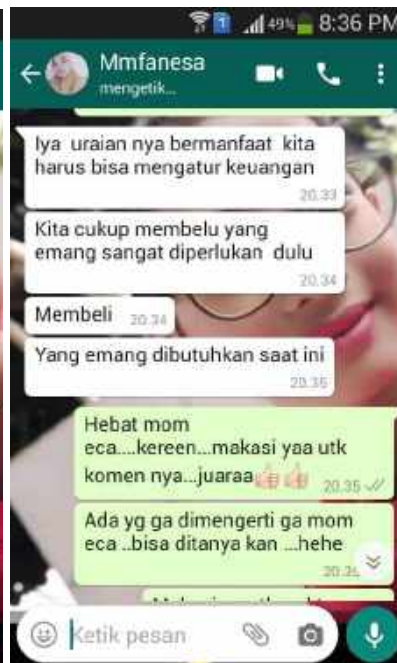 1 49% 8:36 PM
Mmfanesa
mengetik...
Iya uraian nya bermanfaat kita
harus bisa mengatur keuangan
20.33
Kita cukup membelu yang
emang sangat diperlukan dulu
20.34
Membeli 20.34
Yang emang dibutuhkan saat ini
20.35
Hebat mom
eca....kereen...makasi yaa utk
komen nya...juaraa👍👍 20.35
Ada yg ga dimengerti ga mom
eca ..bisa ditanya kan ...hehe
Ketik pesan